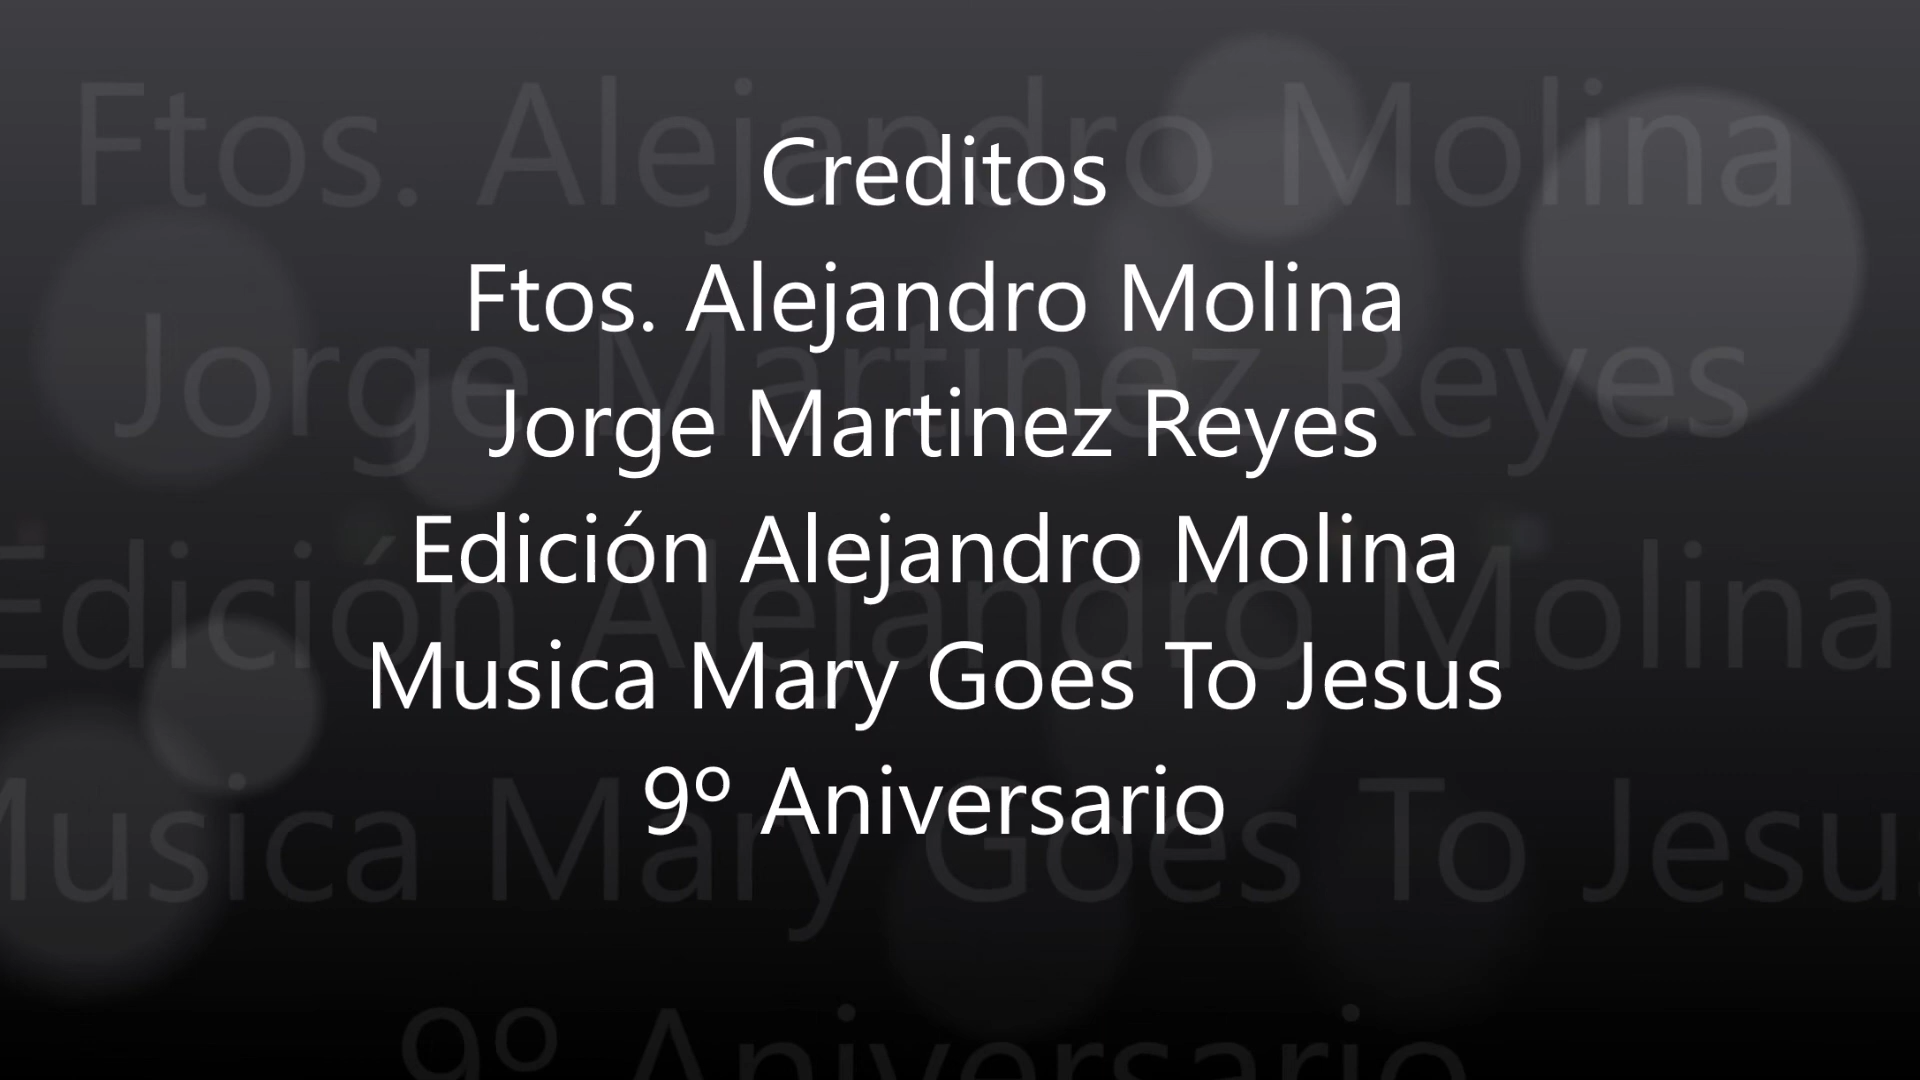 Creditos
Ftos. Alejandro Molina
Jorge Martinez Reyes
Edición Alejandro Molina
Musica Mary Goes To Jesus
9º Aniversario